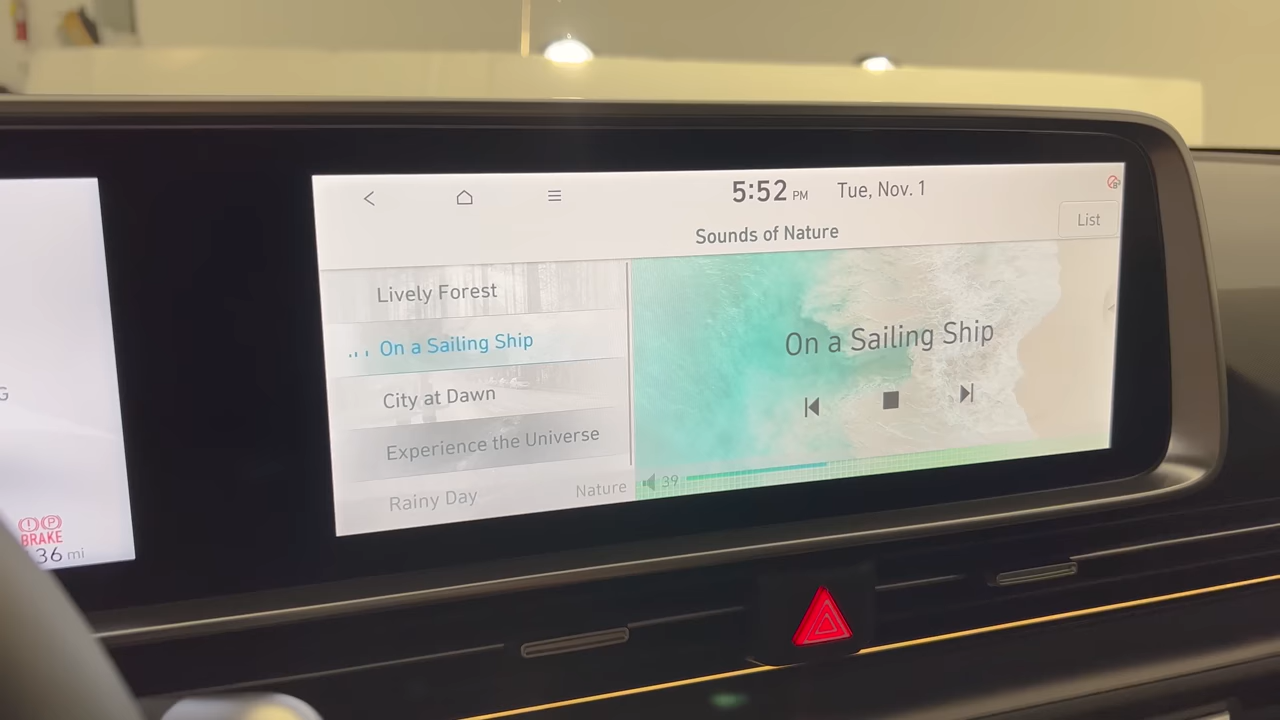 5:52 PM Tue, Nov. 1
Sounds of Nature
List
Lively Forest
On a Sailing Ship
City at Dawn
Experience the Universe
Rainy Day
Nature
On a Sailing Ship
39
G
P
BRAKE
36 mi